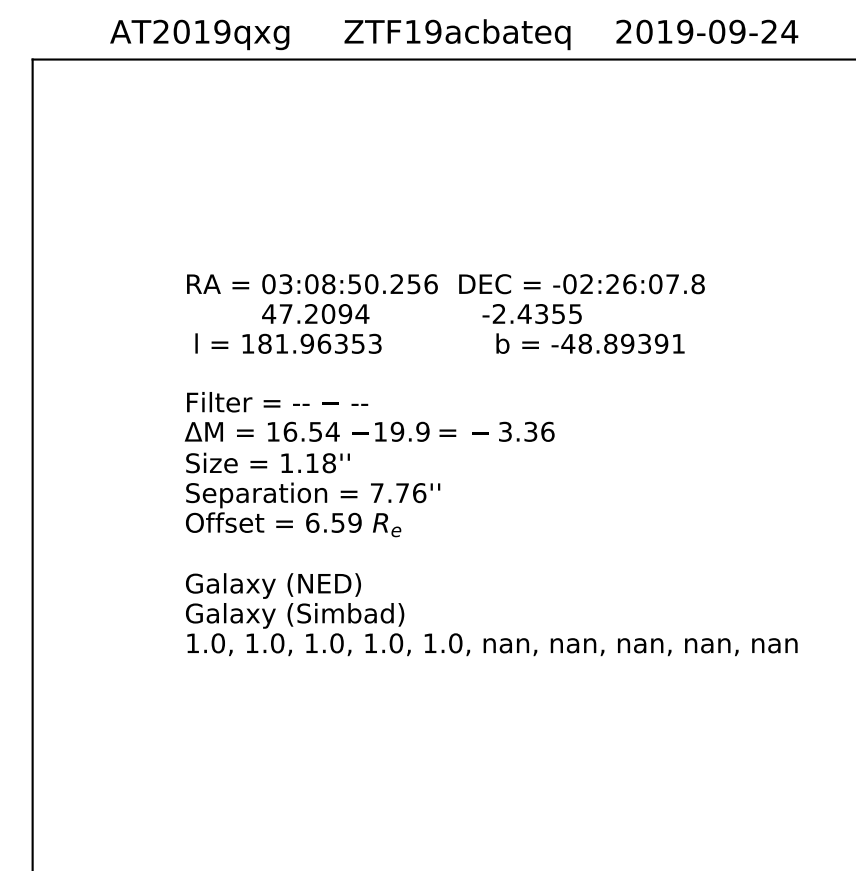 AT2019qxg ZTF19acbateq 2019-09-24
RA = 03:08:50.256 DEC = -02:26:07.8
47.2094 -2.4355
l = 181.96353 b = -48.89391
Filter = -- − --
ΔM = 16.54 −19.9 = − 3.36
Size = 1.18''
Separation = 7.76''
Offset = 6.59 Rₑ
Galaxy (NED)
Galaxy (Simbad)
1.0, 1.0, 1.0, 1.0, 1.0, nan, nan, nan, nan, nan